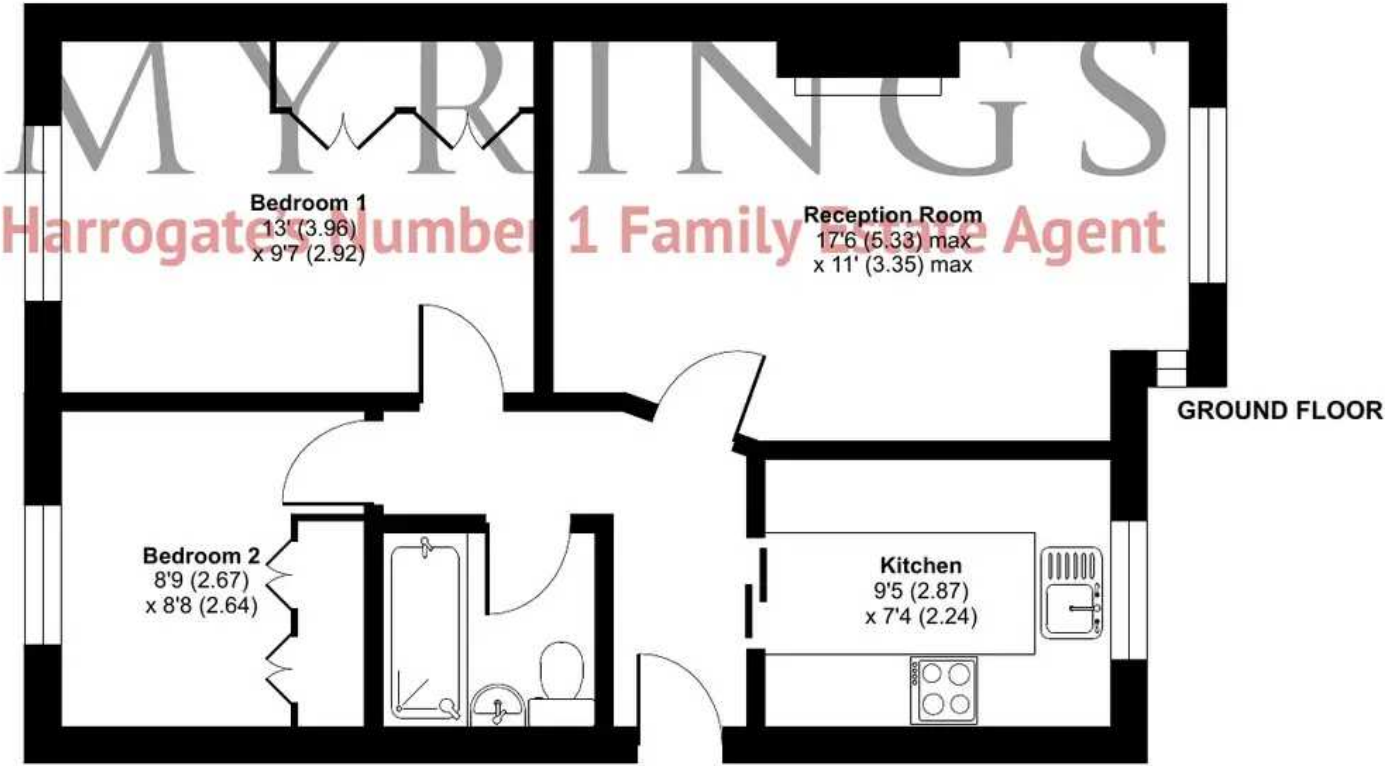 MYRINGS
Harrogate's Number 1 Family Estate Agent
Bedroom 1
13' (3.96)
x 9'7 (2.92)
Reception Room
17'6 (5.33) max
x 11' (3.35) max
GROUND FLOOR
Bedroom 2
8'9 (2.67)
x 8'8 (2.64)
Kitchen
9'5 (2.87)
x 7'4 (2.24)